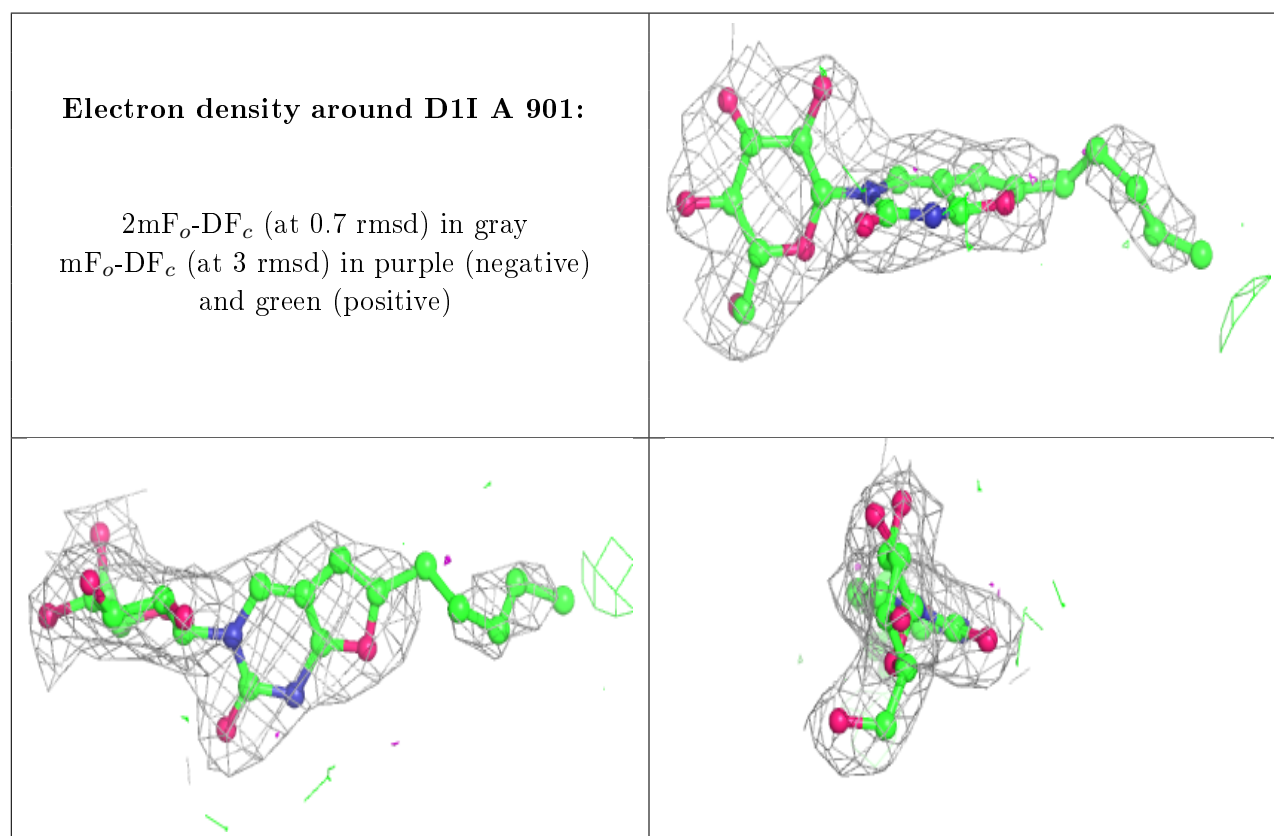 Electron density around D1I A 901:
2mFo-DFc (at 0.7 rmsd) in gray
mFo-DFc (at 3 rmsd) in purple (negative)
and green (positive)